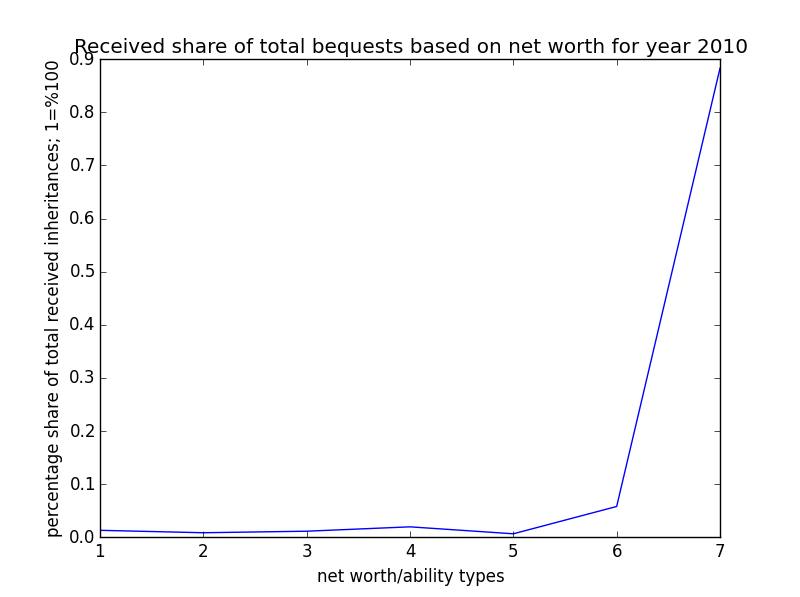 Received share of total bequests based on net worth for year 2010
percentage share of total received inheritances; 1=%100
0.9
0.8
0.7
0.6
0.5
0.4
0.3
0.2
0.1
0.0
1 2 3 4 5 6 7
net worth/ability types